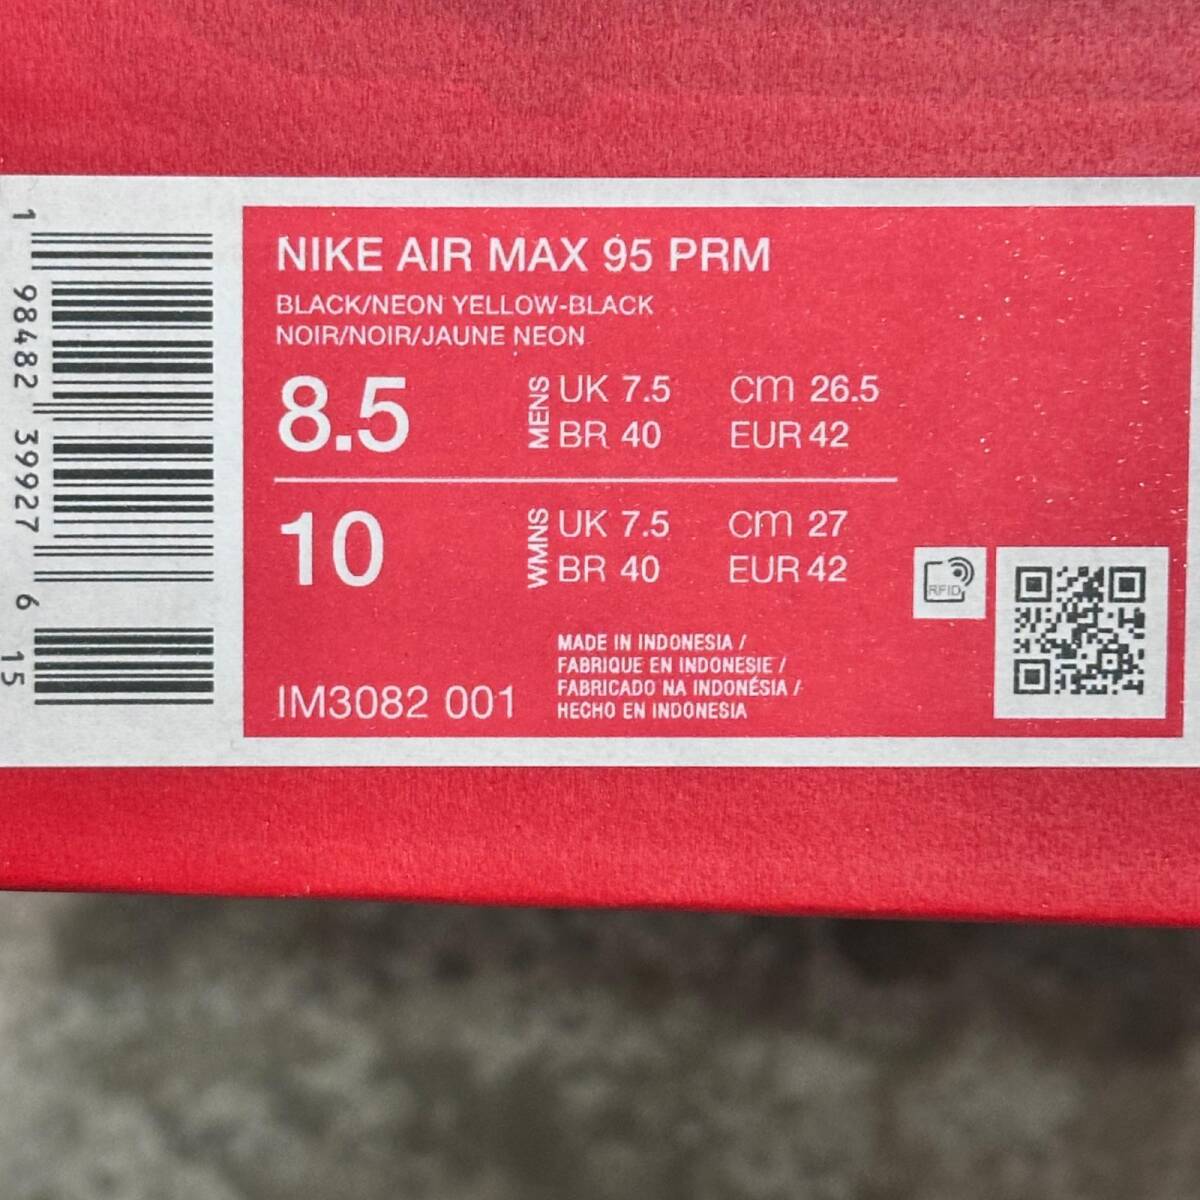 1 98482 39927 6 15
NIKE AIR MAX 95 PRM
BLACK/NEON YELLOW-BLACK
NOIR/NOIR/JAUNE NEON
8.5 MENS UK 7.5 cm 26.5
BR 40 EUR 42
10 WMNS UK 7.5 cm 27
BR 40 EUR 42
RFID
MADE IN INDONESIA /
FABRIQUE EN INDONESIE /
FABRICADO NA INDONÉSIA /
HECHO EN INDONESIA
IM3082 001